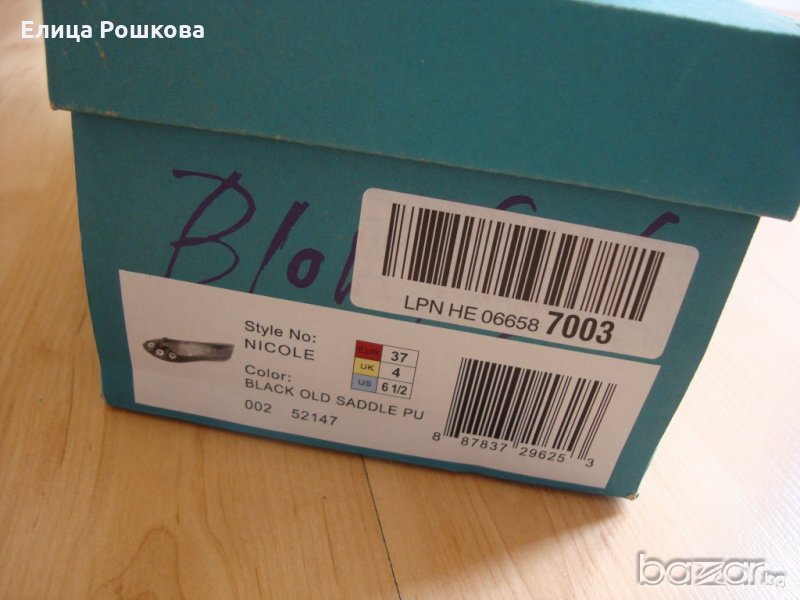 Елица Рошкова
LPN HE 06658 7003
Style No:
NICOLE
Color:
BLACK OLD SADDLE PU
002 52147
EUR 37
UK 4
US 6 1/2
8 87837 29625 3
bazar.bg